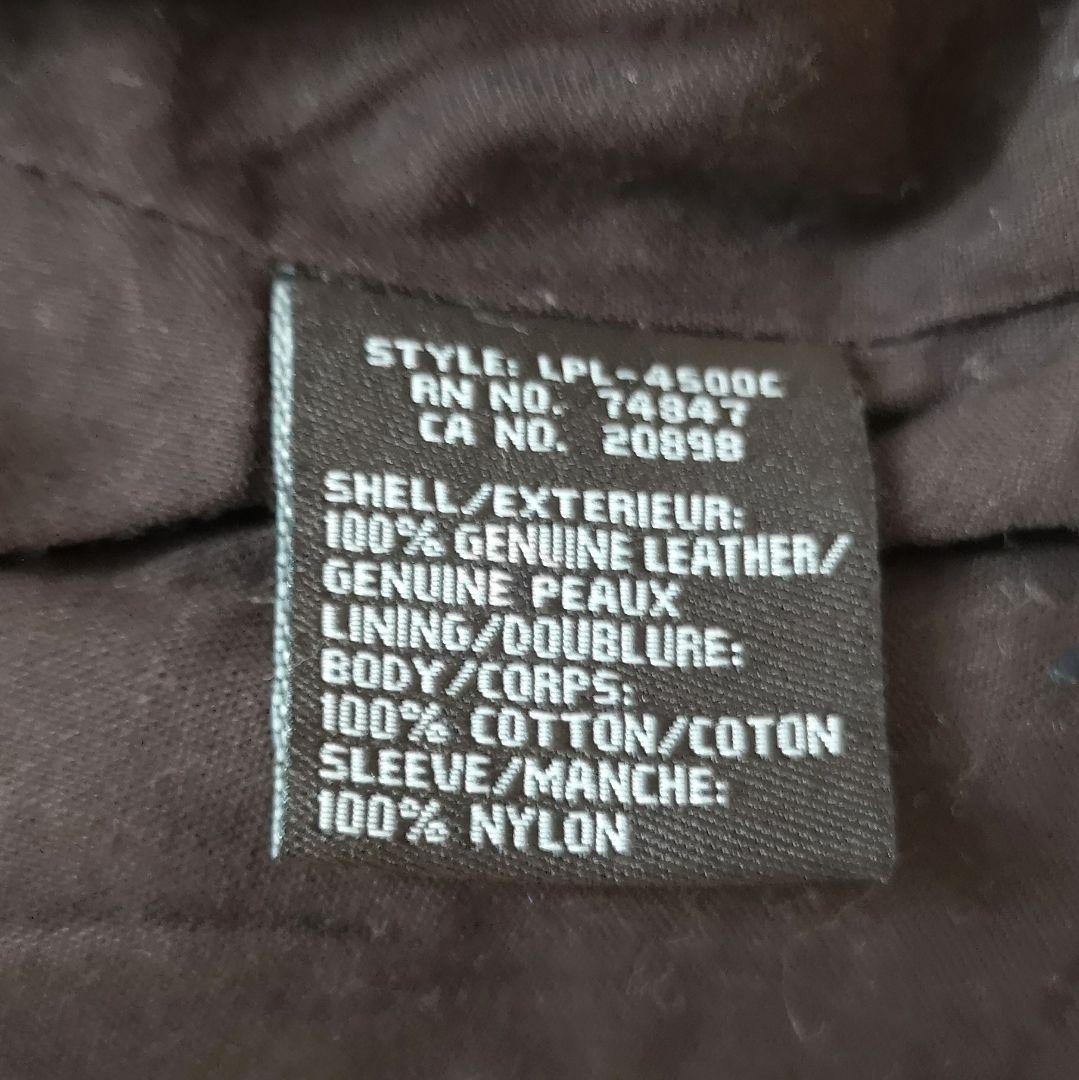 STYLE: LPL-4500C
RN NO. 74847
CA NO. 20898
SHELL/EXTERIEUR:
100% GENUINE LEATHER/
GENUINE PEAUX
LINING/DOUBLURE:
BODY/CORPS:
100% COTTON/COTON
SLEEVE/MANCHE:
100% NYLON